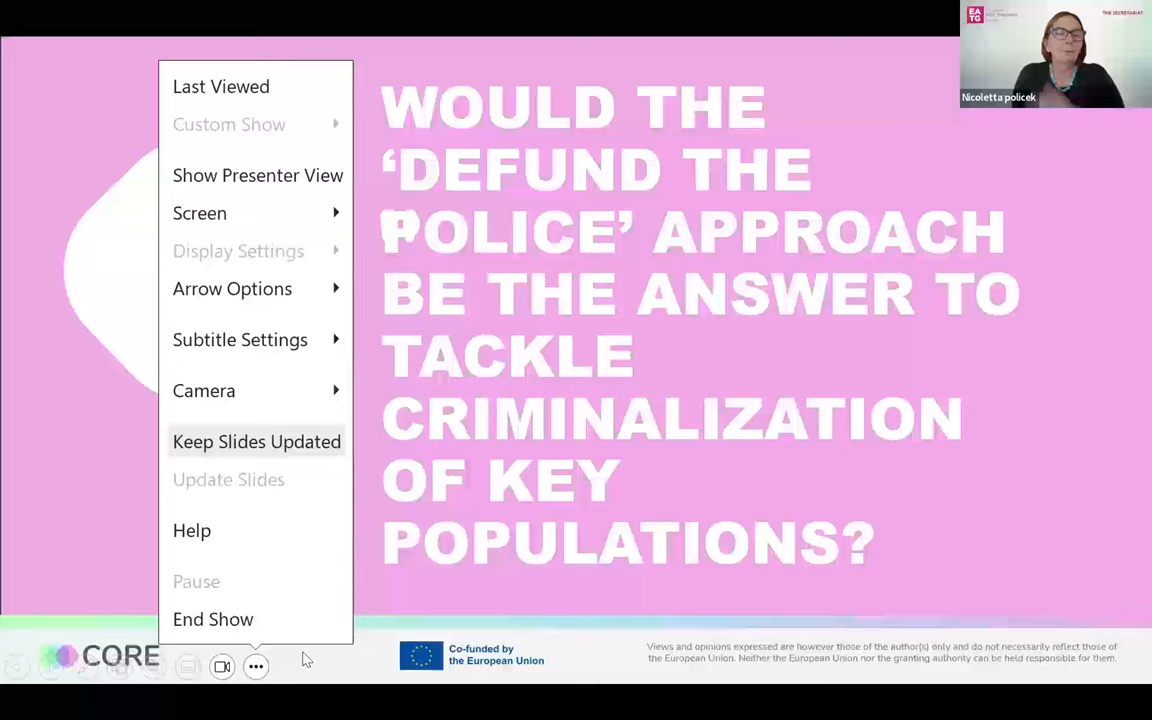 EATG
THE SECRETARIAT
Nicoletta policek
Last Viewed
Custom Show
Show Presenter View
Screen
Display Settings
Arrow Options
Subtitle Settings
Camera
Keep Slides Updated
Update Slides
Help
Pause
End Show
WOULD THE
‘DEFUND THE
POLICE’ APPROACH
BE THE ANSWER TO
TACKLE
CRIMINALIZATION
OF KEY
POPULATIONS?
CORE
Co-funded by
the European Union
Views and opinions expressed are however those of the author(s) only and do not necessarily reflect those of
the European Union. Neither the European Union nor the granting authority can be held responsible for them.